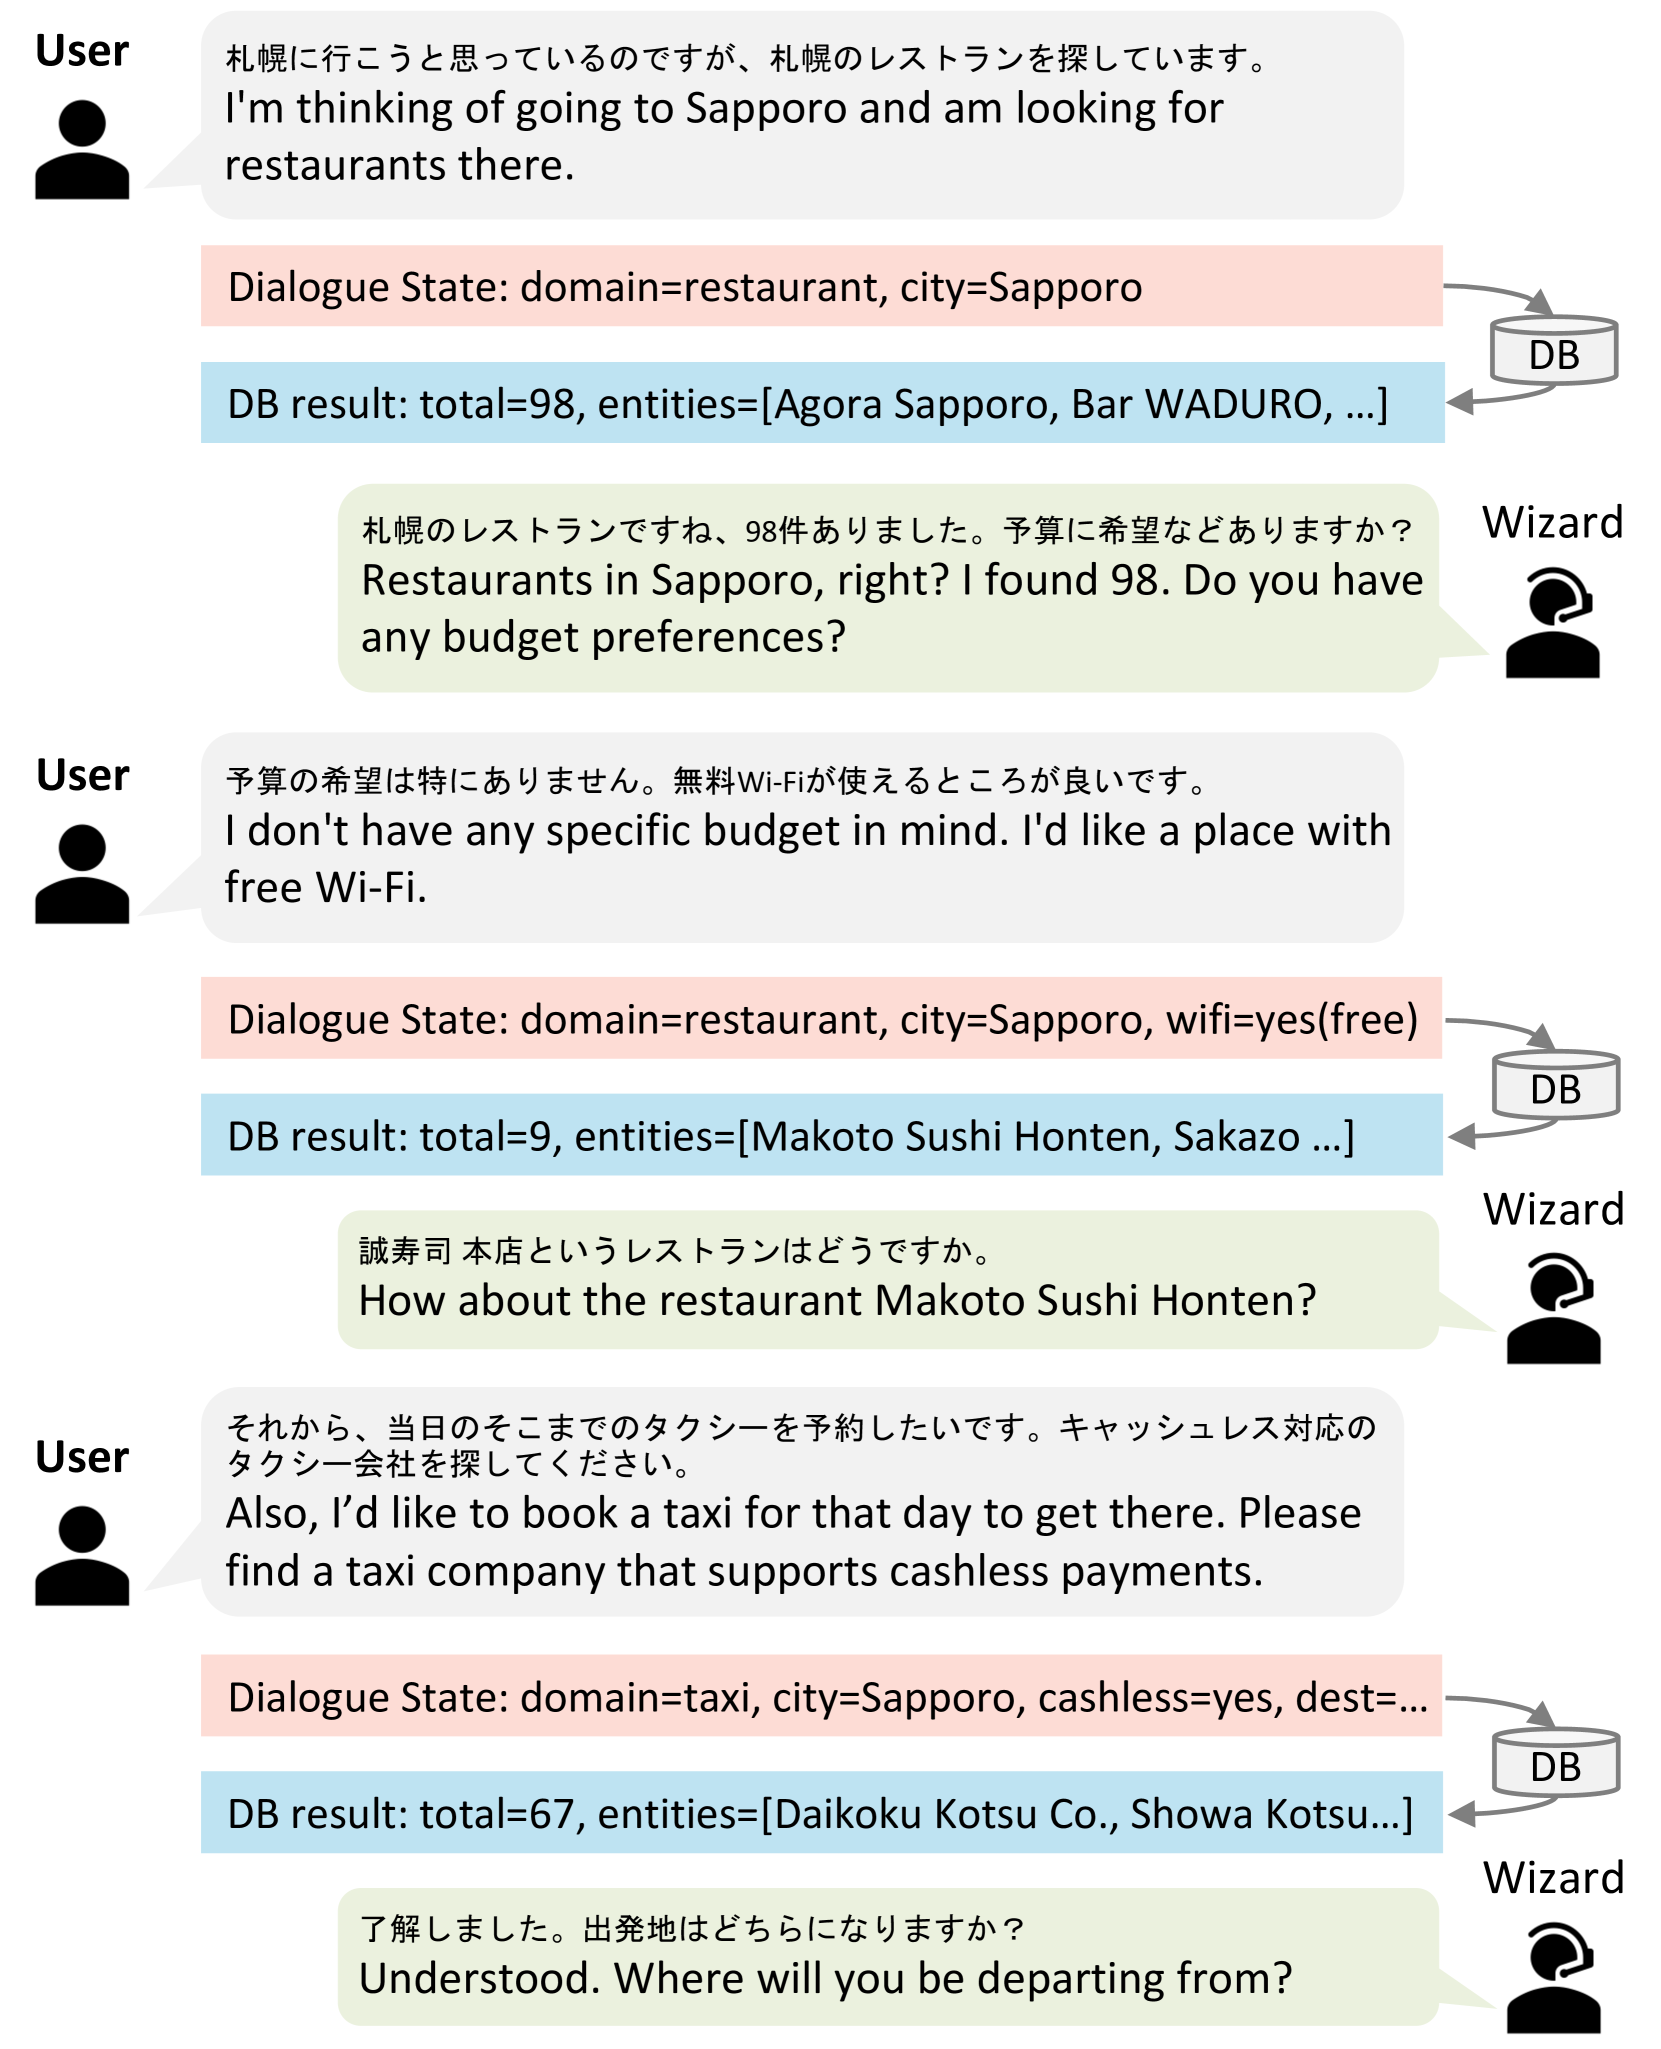 User
札幌に行こうと思っているのですが、札幌のレストランを探しています。
I'm thinking of going to Sapporo and am looking for
restaurants there.
Dialogue State: domain=restaurant, city=Sapporo
DB
DB result: total=98, entities=[Agora Sapporo, Bar WADURO, …]
札幌のレストランですね、98件ありました。予算に希望などありますか？
Restaurants in Sapporo, right? I found 98. Do you have
any budget preferences?
Wizard
User
予算の希望は特にありません。無料Wi-Fiが使えるところが良いです。
I don't have any specific budget in mind. I'd like a place with
free Wi-Fi.
Dialogue State: domain=restaurant, city=Sapporo, wifi=yes(free)
DB
DB result: total=9, entities=[Makoto Sushi Honten, Sakazo …]
Wizard
誠寿司 本店というレストランはどうですか。
How about the restaurant Makoto Sushi Honten?
User
それから、当日のそこまでのタクシーを予約したいです。キャッシュレス対応の
タクシー会社を探してください。
Also, I’d like to book a taxi for that day to get there. Please
find a taxi company that supports cashless payments.
Dialogue State: domain=taxi, city=Sapporo, cashless=yes, dest=…
DB
DB result: total=67, entities=[Daikoku Kotsu Co., Showa Kotsu…]
Wizard
了解しました。出発地はどちらになりますか？
Understood. Where will you be departing from?